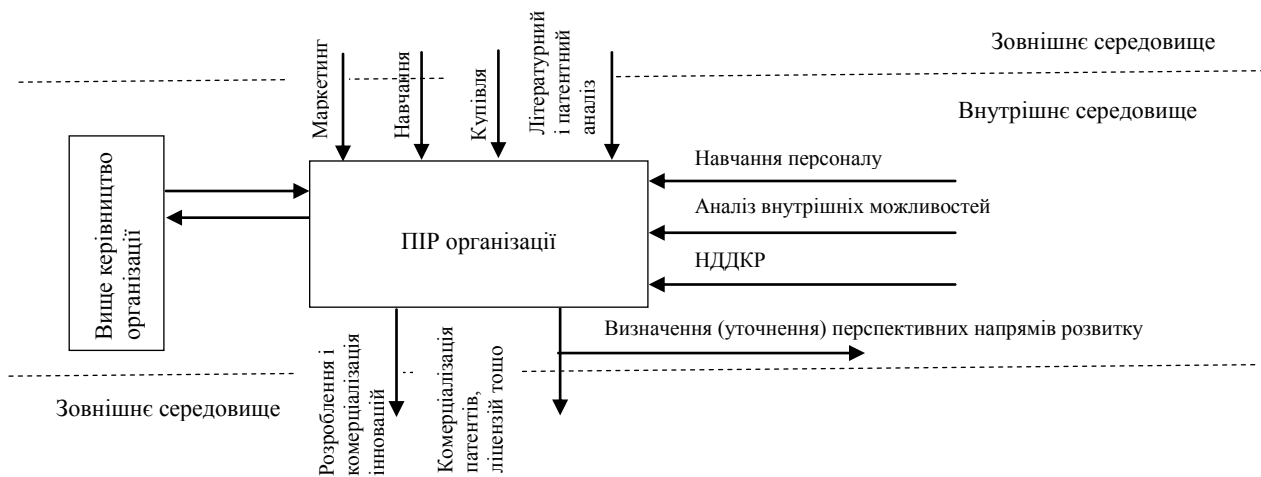 Зовнішнє середовище
Маркетинг
Навчання
Купівля
Літературний
і патентний
аналіз
Внутрішнє середовище
Вище керівництво
організації
ПІР організації
Навчання персоналу
Аналіз внутрішніх можливостей
НДДКР
Визначення (уточнення) перспективних напрямів розвитку
Зовнішнє середовище
Розроблення і
комерціалізація
інновацій
Комерціалізація
патентів,
ліцензій тощо